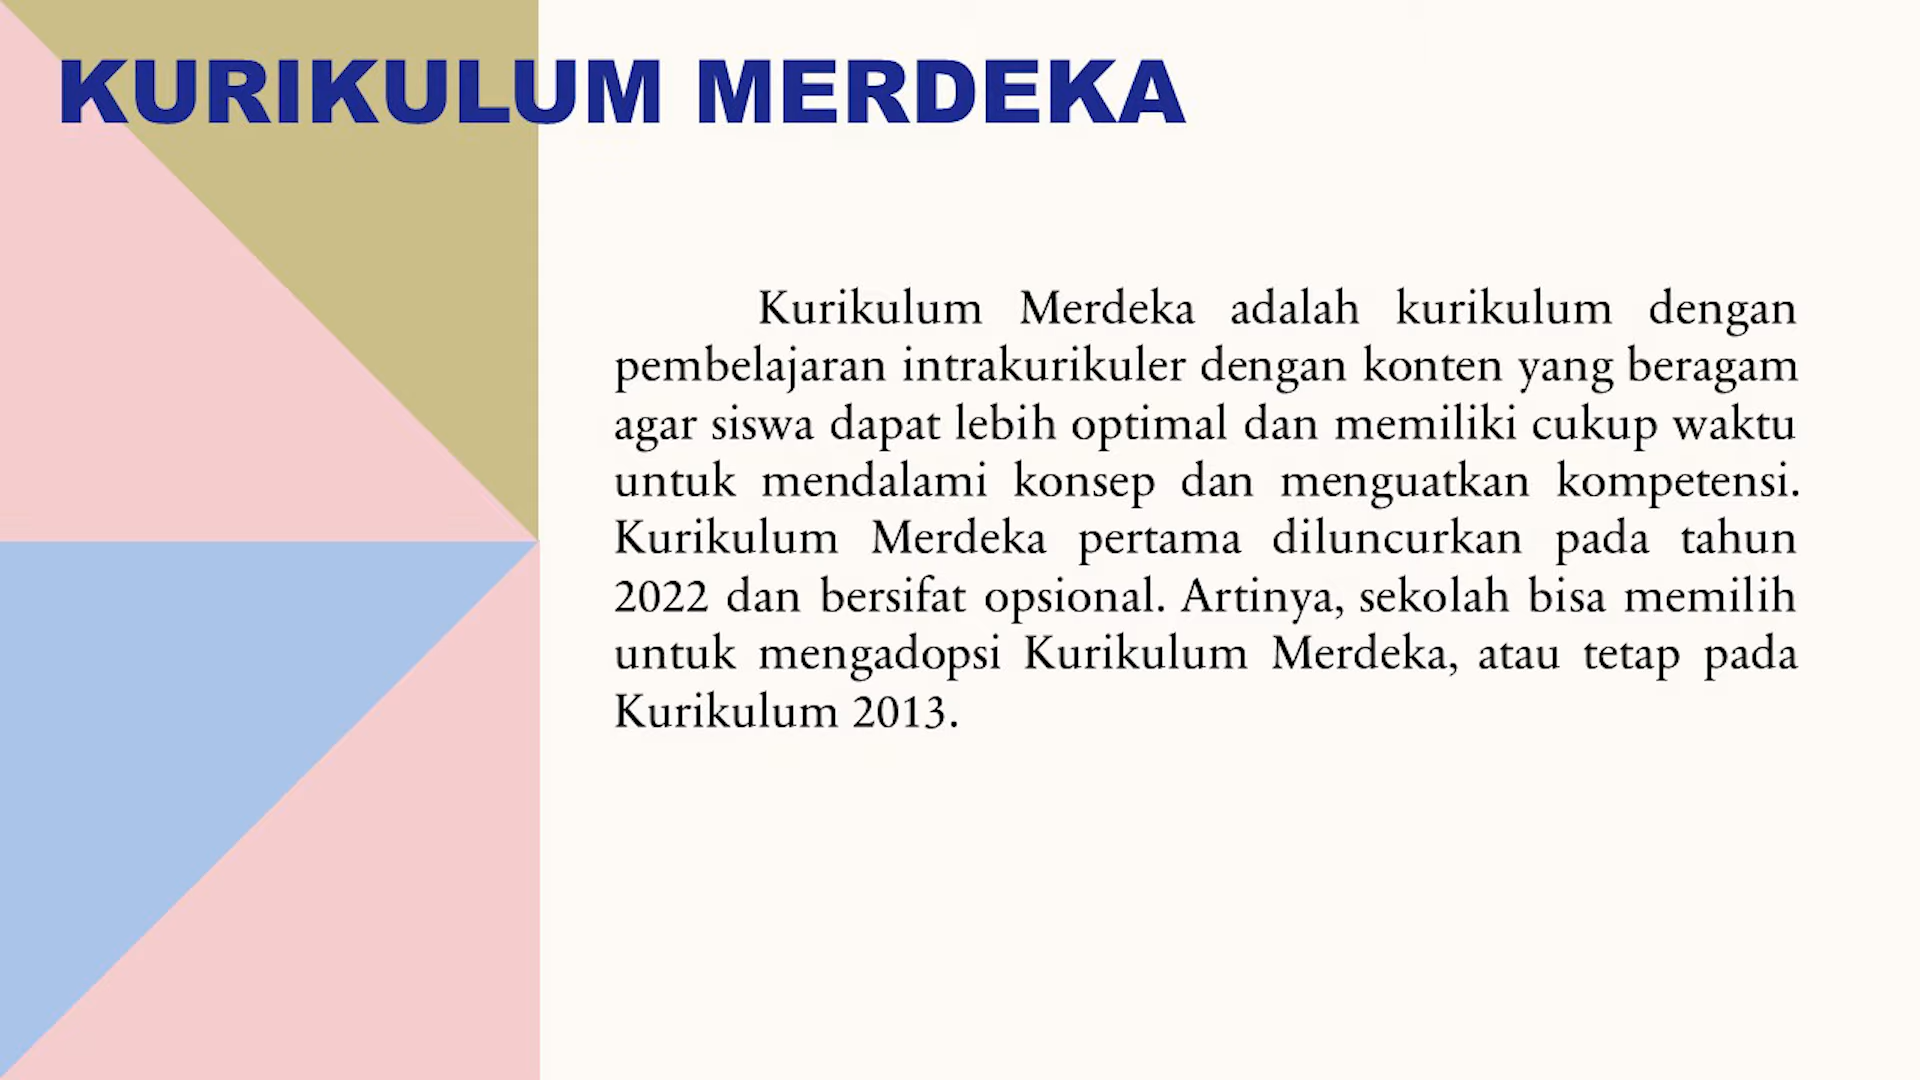 KURIKULUM MERDEKA
Kurikulum Merdeka adalah kurikulum dengan
pembelajaran intrakurikuler dengan konten yang beragam
agar siswa dapat lebih optimal dan memiliki cukup waktu
untuk mendalami konsep dan menguatkan kompetensi.
Kurikulum Merdeka pertama diluncurkan pada tahun
2022 dan bersifat opsional. Artinya, sekolah bisa memilih
untuk mengadopsi Kurikulum Merdeka, atau tetap pada
Kurikulum 2013.